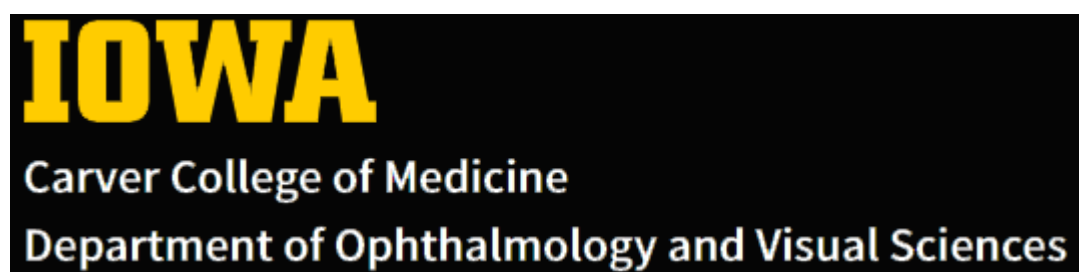 IOWA
Carver College of Medicine
Department of Ophthalmology and Visual Sciences